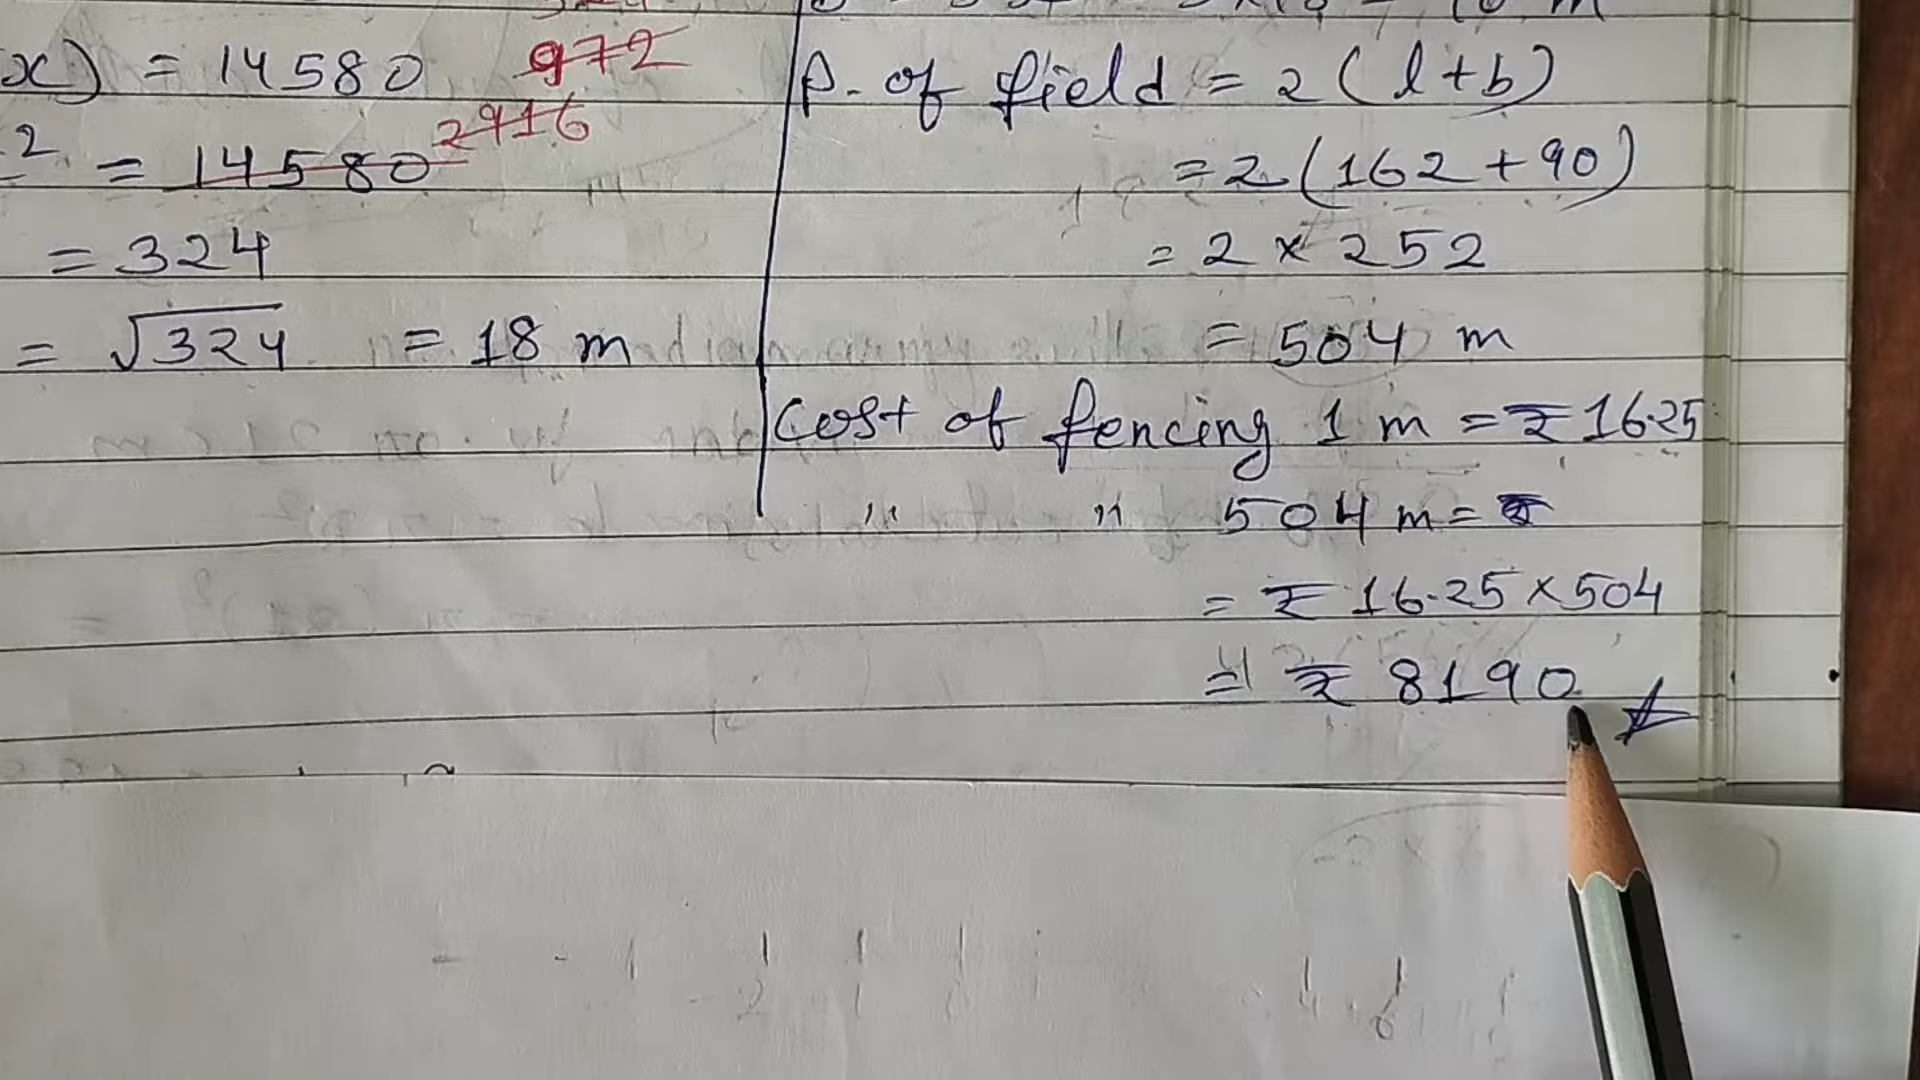 x) = 14580 972
2 = 14580 2916
= 324
= √324 = 18 m
P. of field = 2(l+b)
= 2(162+90)
= 2 × 252
= 504 m
Cost of fencing 1 m = ₹ 16.25
" " 504 m = ₹
= ₹ 16.25×504
= ₹ 8190